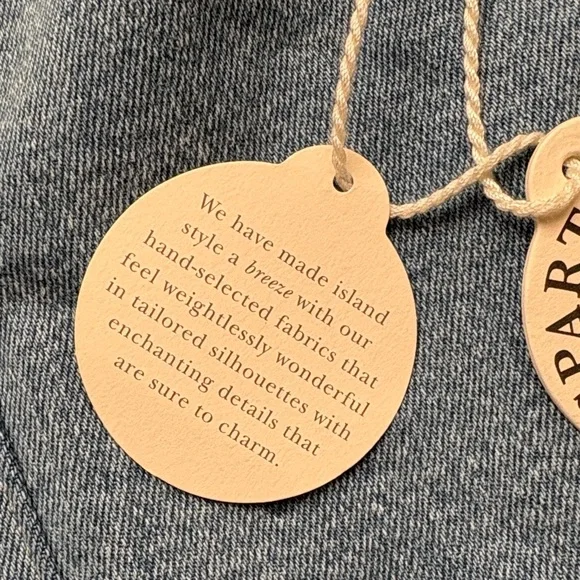 We have made island
style a breeze with our
hand-selected fabrics that
feel weightlessly wonderful
in tailored silhouettes with
enchanting details that
are sure to charm.
PART